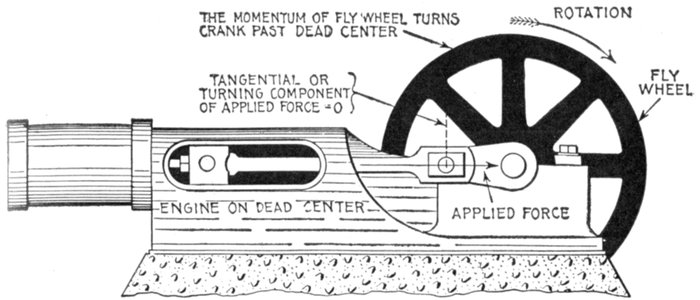 THE MOMENTUM OF FLY WHEEL TURNS
CRANK PAST DEAD CENTER
ROTATION
TANGENTIAL OR
TURNING COMPONENT
OF APPLIED FORCE = 0
FLY
WHEEL
ENGINE ON DEAD CENTER
APPLIED FORCE